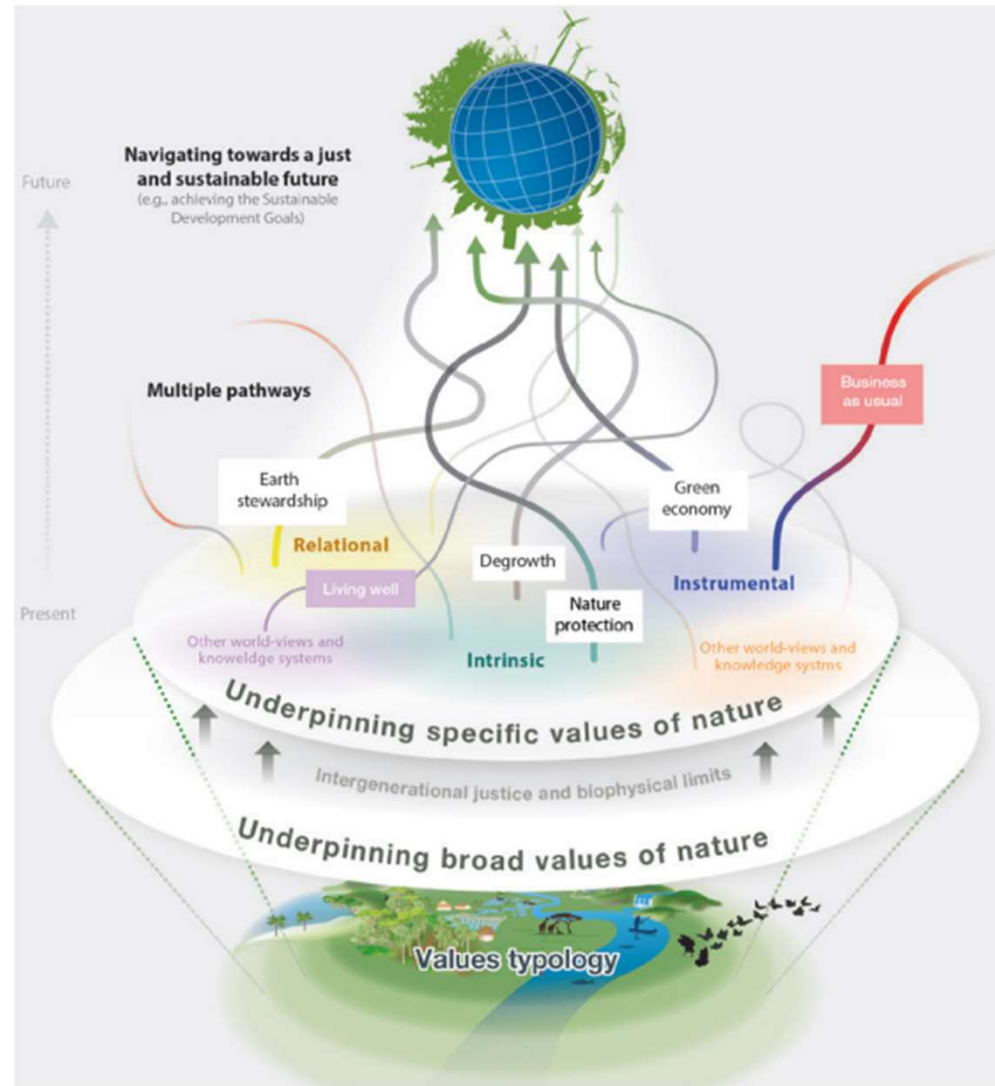 Navigating towards a just
and sustainable future
(e.g., achieving the Sustainable
Development Goals)
Future
Multiple pathways
Business
as usual
Earth
stewardship
Green
economy
Relational
Degrowth
Instrumental
Living well
Nature
protection
Present
Other world-views and
knoweldge systems
Intrinsic
Other world-views and
knowledge systms
Underpinning specific values of nature
Intergenerational justice and biophysical limits
Underpinning broad values of nature
Values typology